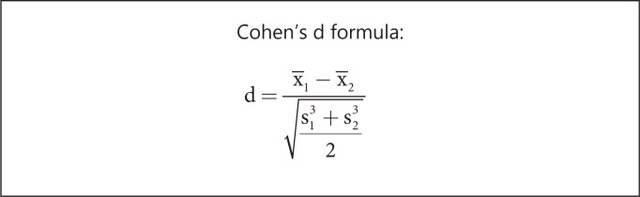 Cohen's d formula:
d = (x̄₁ − x̄₂) / √((s₁³ + s₂³) / 2)